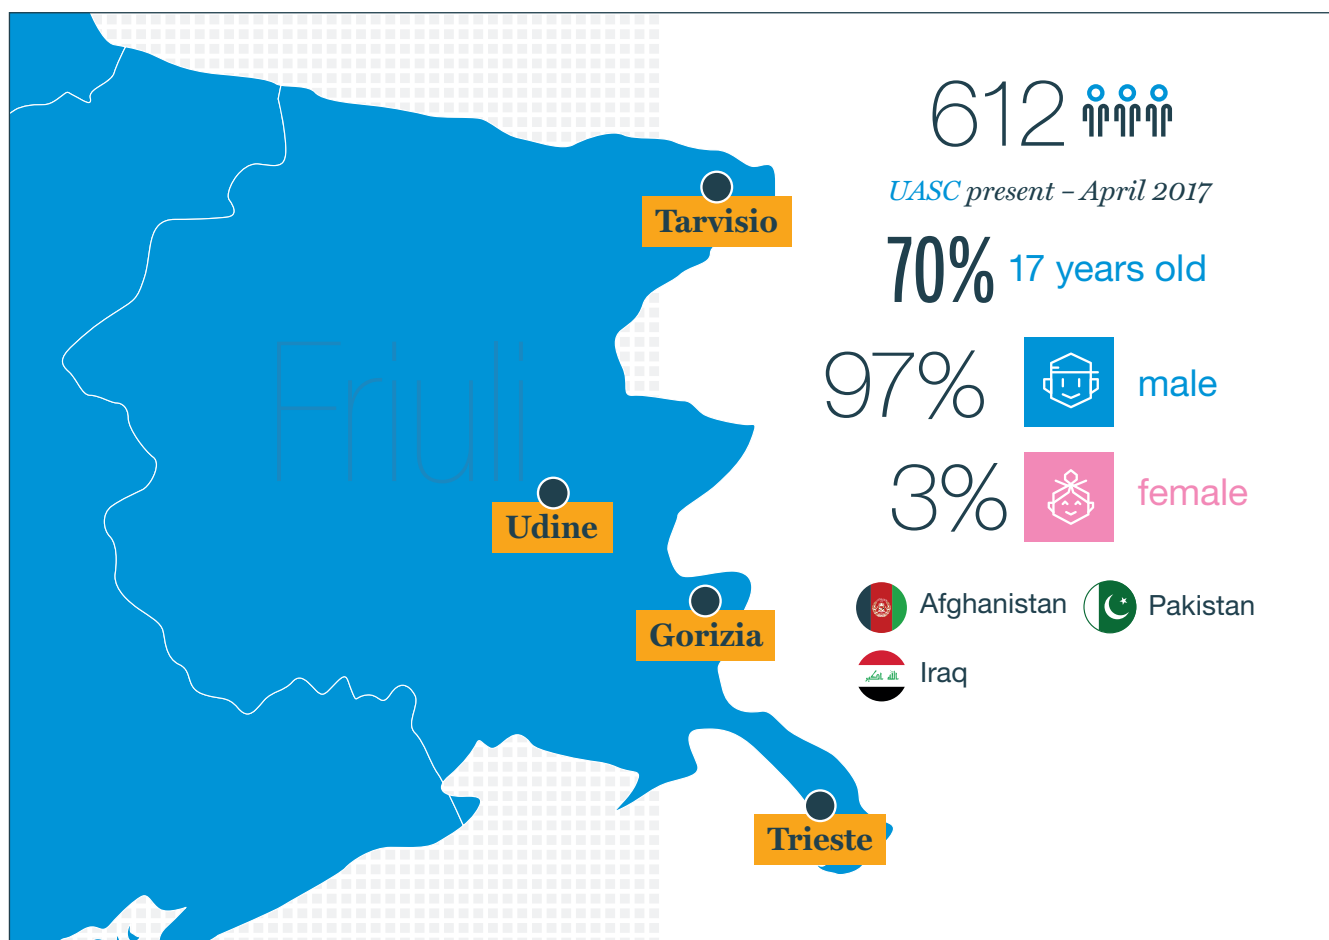 612
UASC present – April 2017
70% 17 years old
97% male
3% female
Afghanistan Pakistan
Iraq
Friuli
Tarvisio
Udine
Gorizia
Trieste